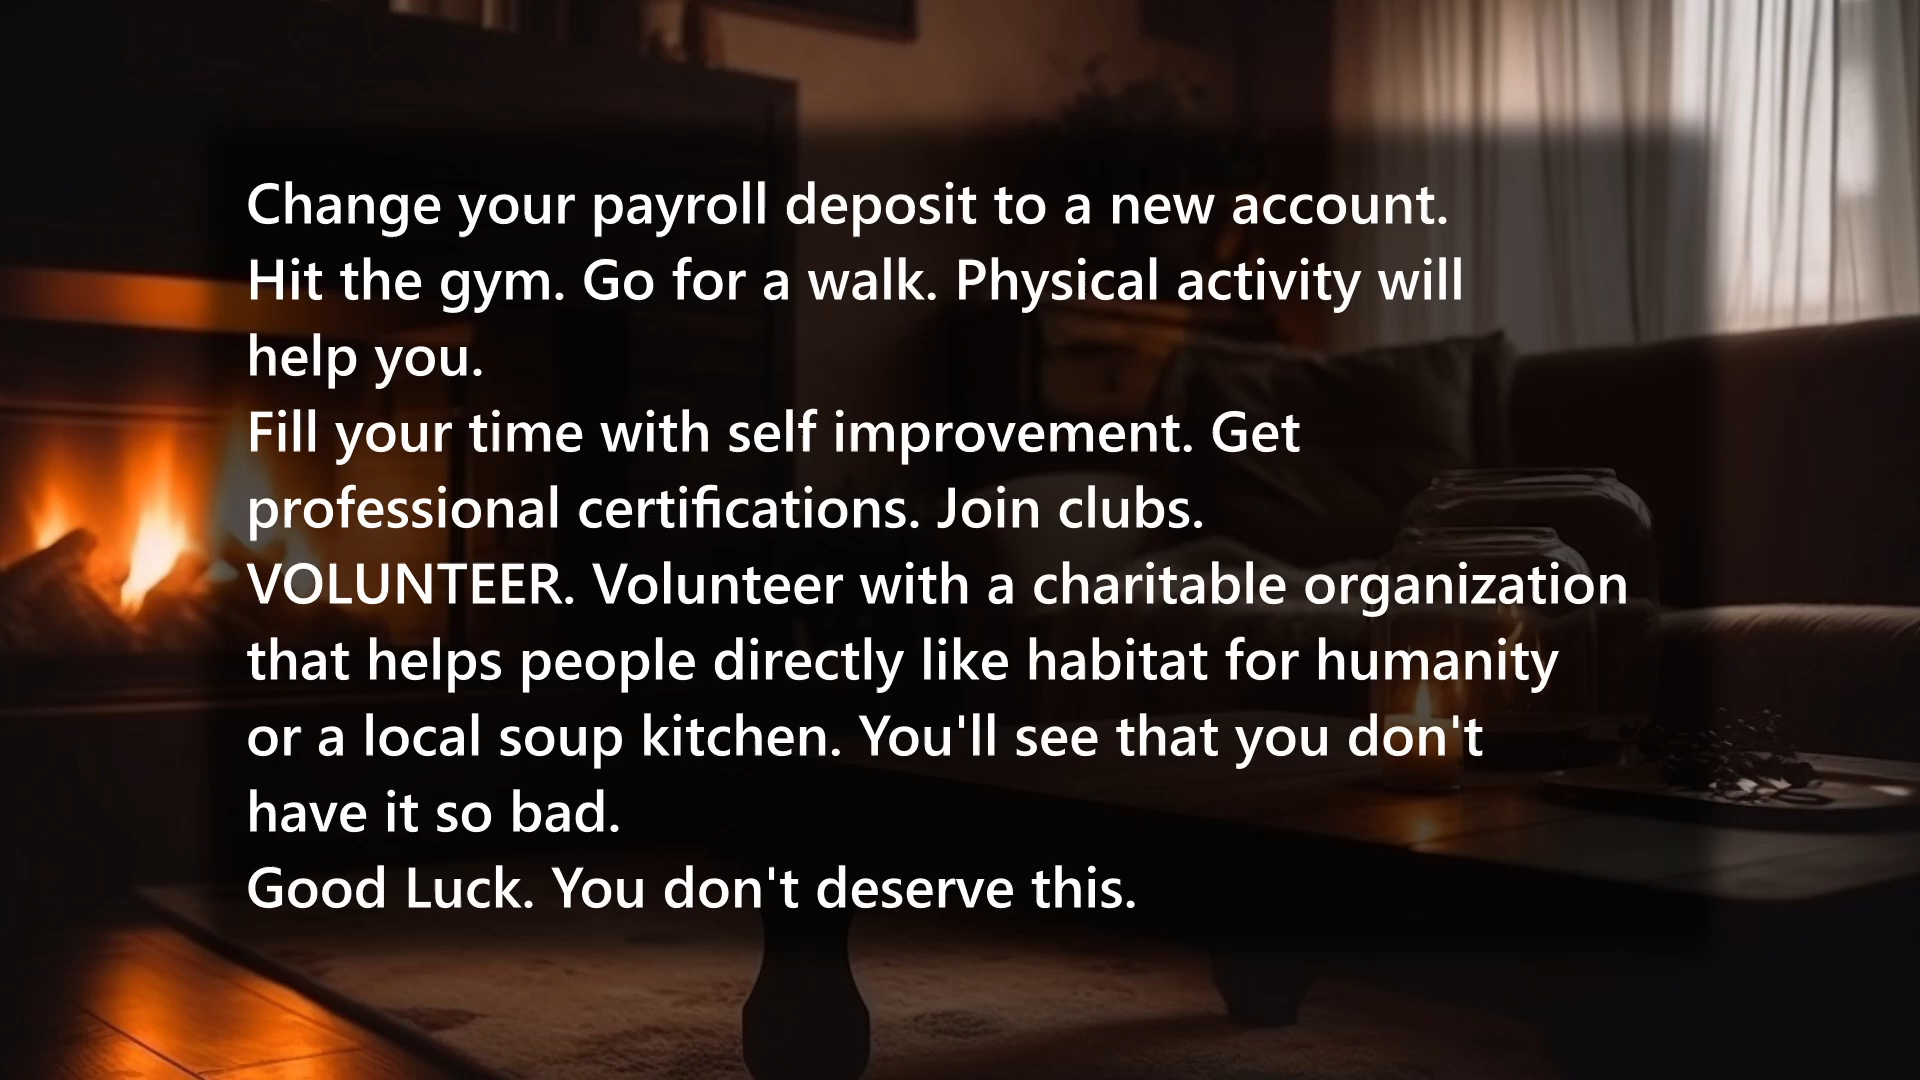 Change your payroll deposit to a new account.
Hit the gym. Go for a walk. Physical activity will
help you.
Fill your time with self improvement. Get
professional certifications. Join clubs.
VOLUNTEER. Volunteer with a charitable organization
that helps people directly like habitat for humanity
or a local soup kitchen. You'll see that you don't
have it so bad.
Good Luck. You don't deserve this.